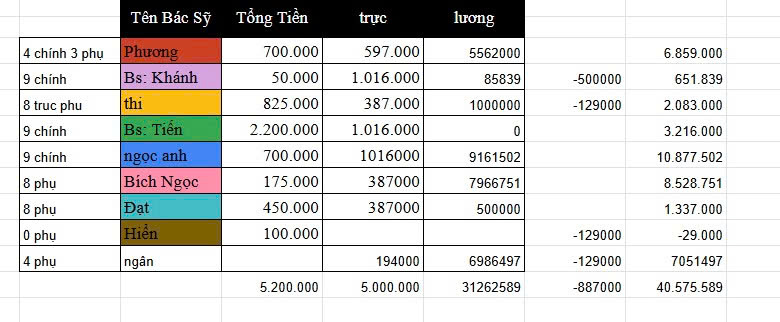 Tên Bác Sỹ Tổng Tiền trực lương
4 chính 3 phụ Phương 700.000 597.000 5562000 6.859.000
9 chính Bs: Khánh 50.000 1.016.000 85839 -500000 651.839
8 truc phu thi 825.000 387.000 1000000 -129000 2.083.000
9 chính Bs: Tiến 2.200.000 1.016.000 0 3.216.000
9 chính ngọc anh 700.000 1016000 9161502 10.877.502
8 phụ Bích Ngọc 175.000 387000 7966751 8.528.751
8 phụ Đạt 450.000 387000 500000 1.337.000
0 phụ Hiển 100.000 -129000 -29.000
4 phụ ngân 194000 6986497 -129000 7051497
5.200.000 5.000.000 31262589 -887000 40.575.589